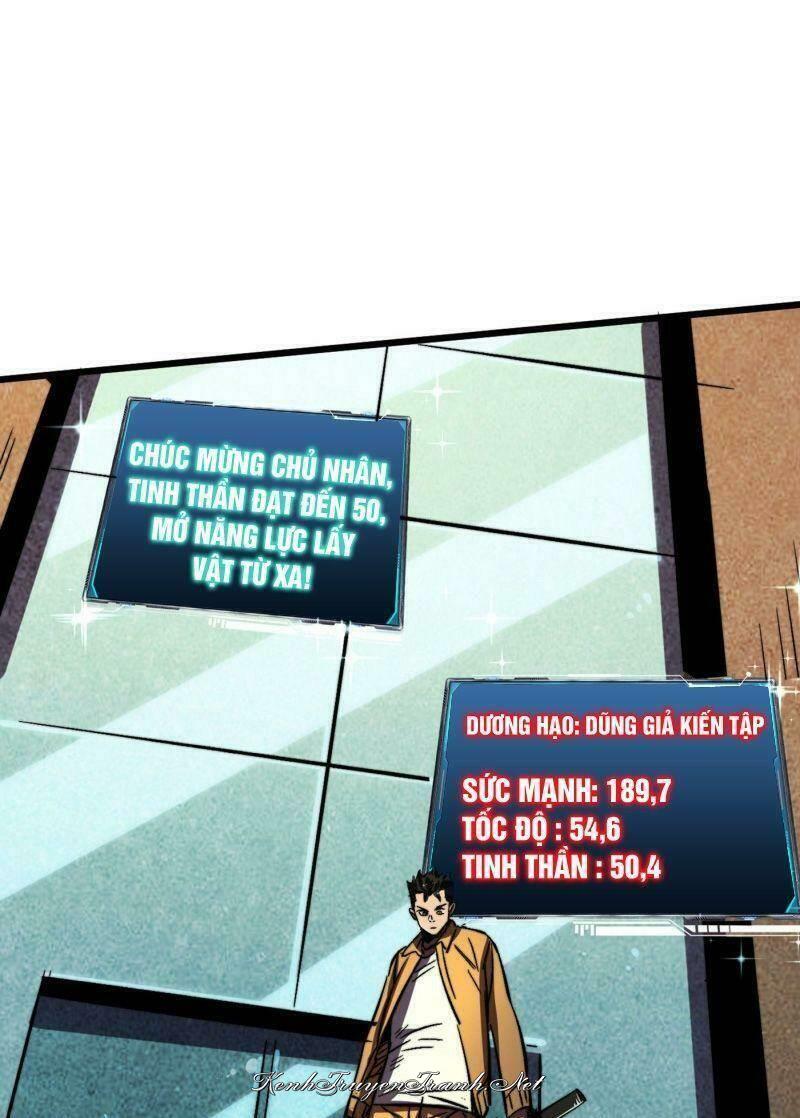 CHÚC MỪNG CHỦ NHÂN,
TINH THẦN ĐẠT ĐẾN 50,
MỞ NĂNG LỰC LẤY
VẬT TỪ XA!
DƯƠNG HẠO: DŨNG GIẢ KIẾN TẬP
SỨC MẠNH: 189,7
TỐC ĐỘ : 54,6
TINH THẦN : 50,4
KenhTruyenTranh.Net